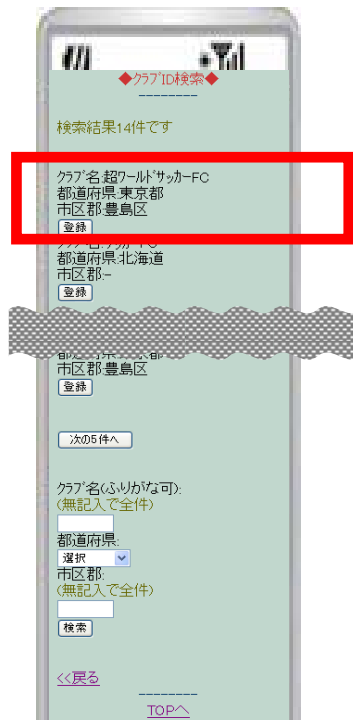 ◆クラブID検索◆
--------
検索結果14件です
クラブ名:超ワールドサッカーFC
都道府県:東京都
市区郡:豊島区
登録
都道府県:北海道
市区郡:-
登録
市区郡:豊島区
登録
次の5件へ
クラブ名(ふりがな可):
(無記入で全件)
都道府県:
選択
市区郡:
(無記入で全件)
検索
<<戻る
--------
TOPへ